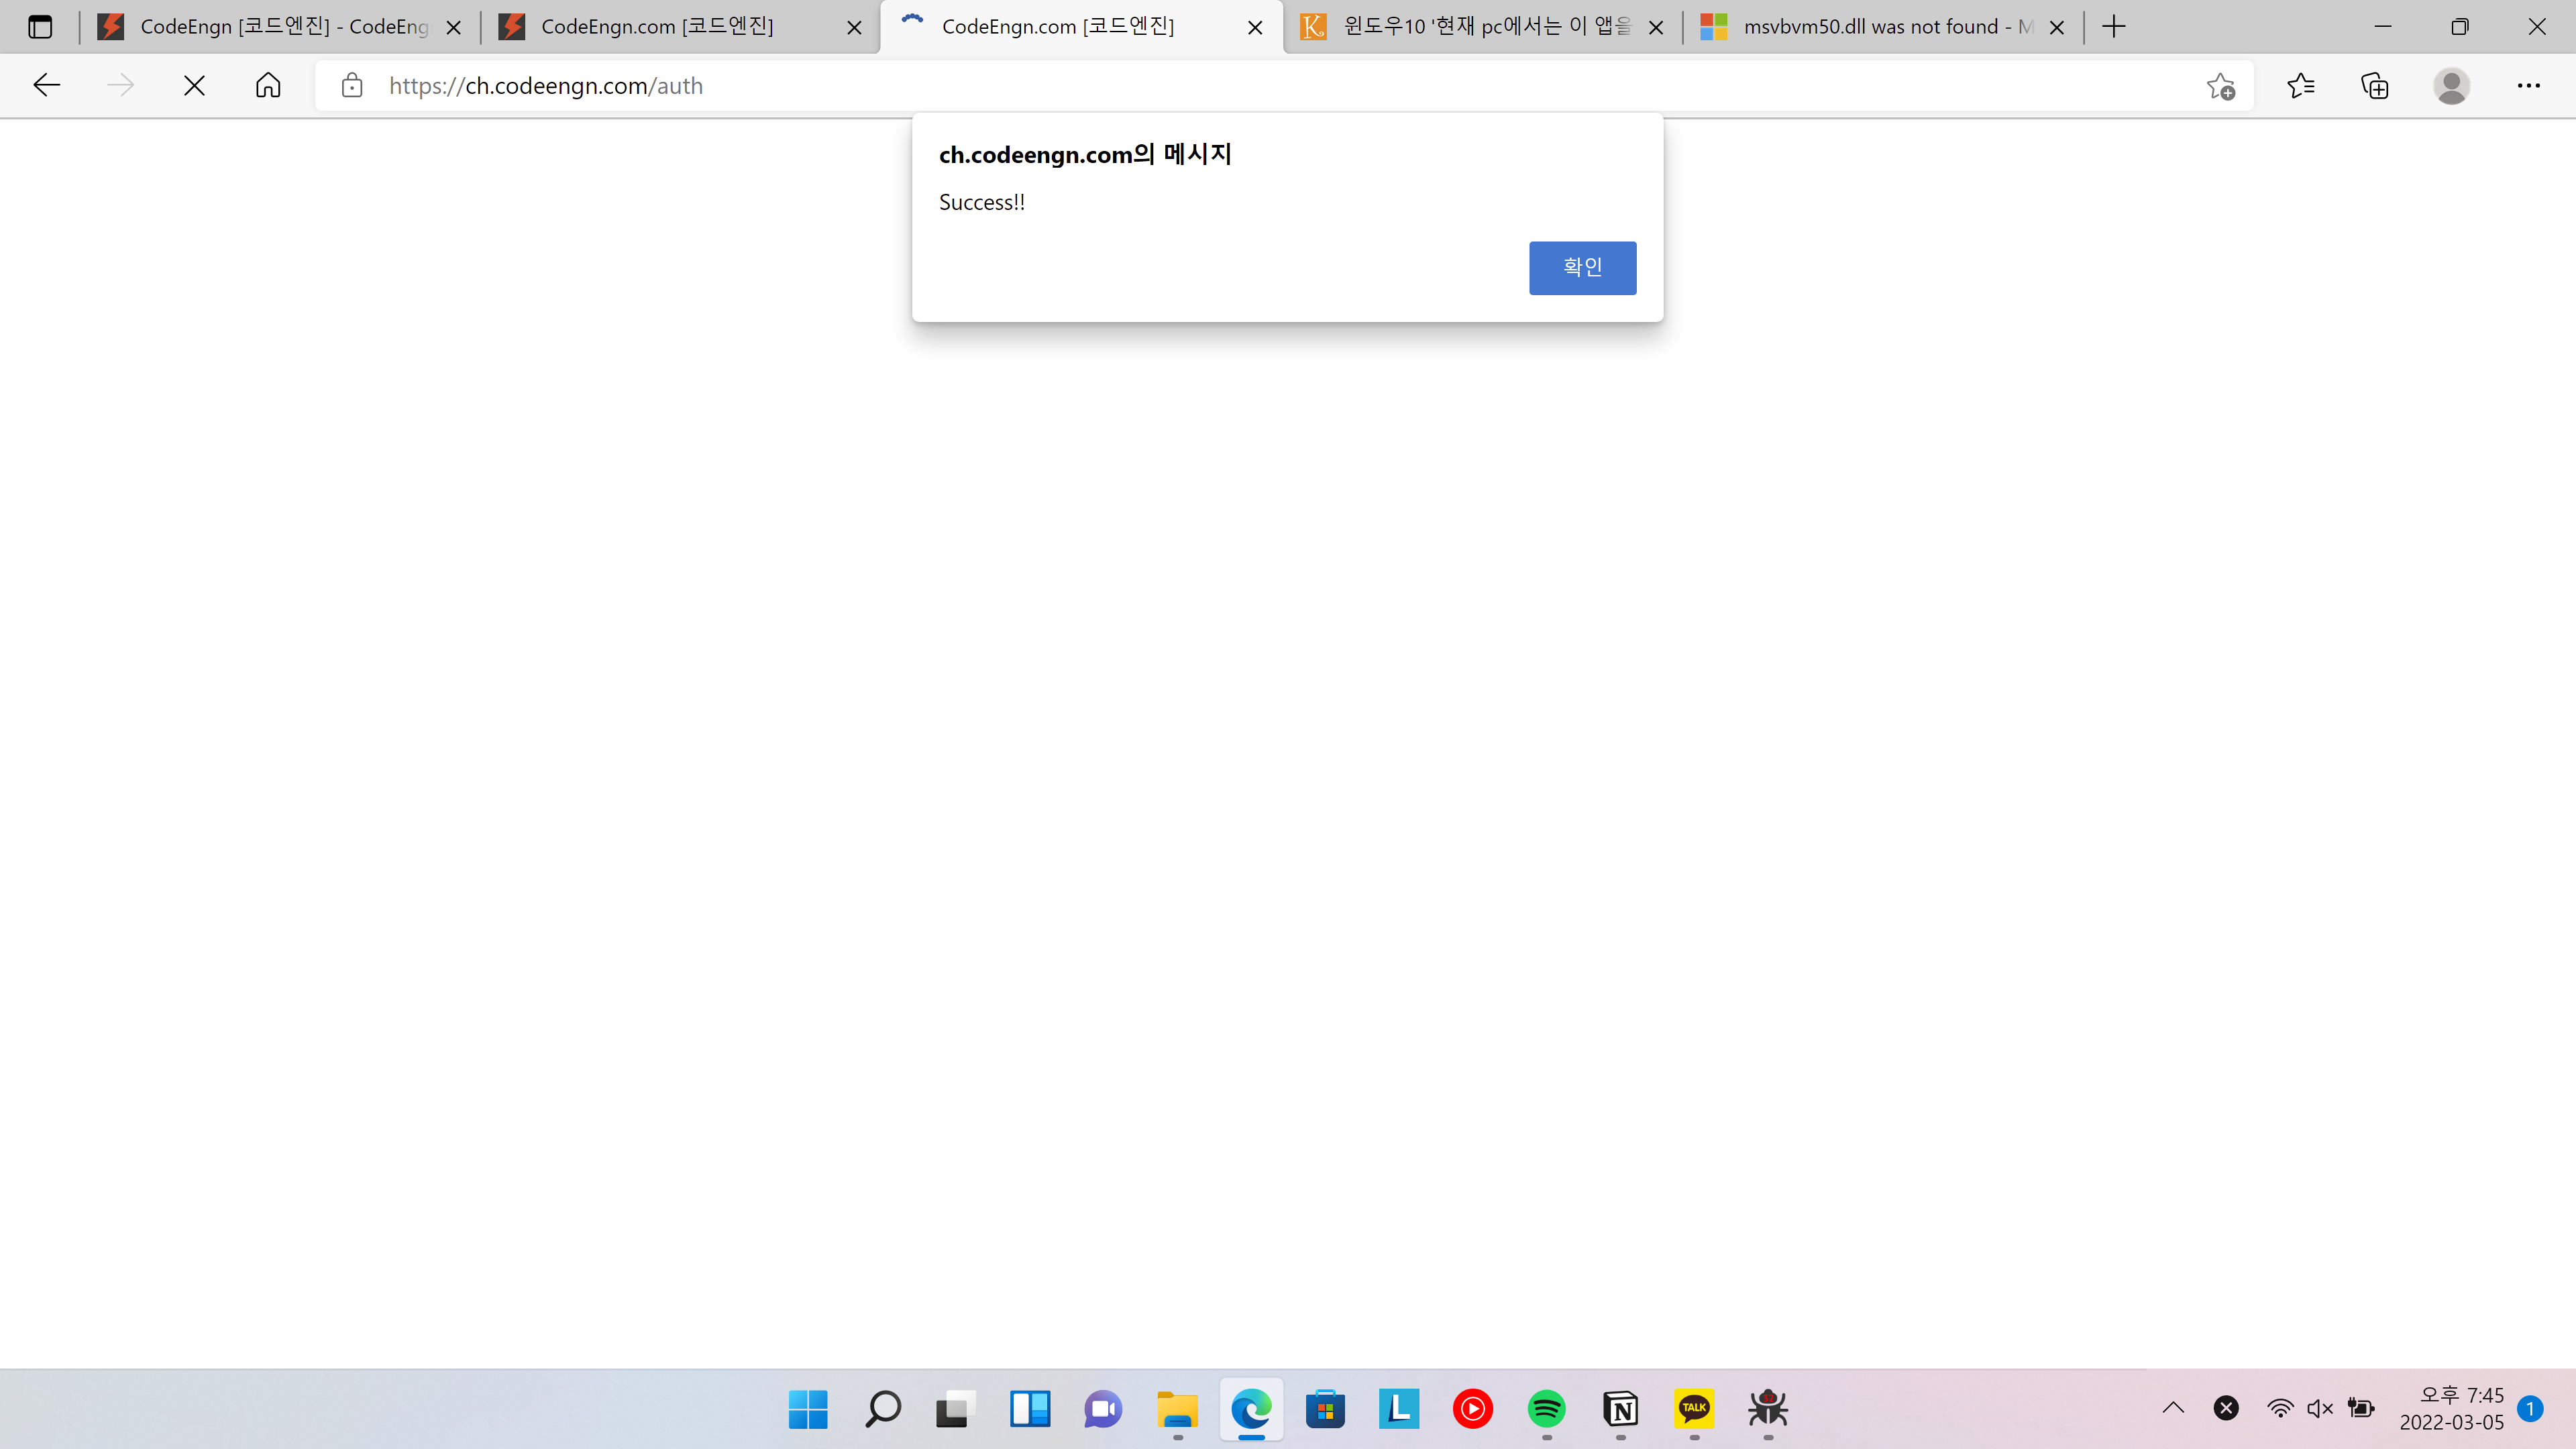 CodeEngn [코드엔진] - CodeEng
CodeEngn.com [코드엔진]
CodeEngn.com [코드엔진]
윈도우10 '현재 pc에서는 이 앱을
msvbvm50.dll was not found - M
https://ch.codeengn.com/auth
ch.codeengn.com의 메시지
Success!!
확인
TALK
오후 7:45
2022-03-05
1